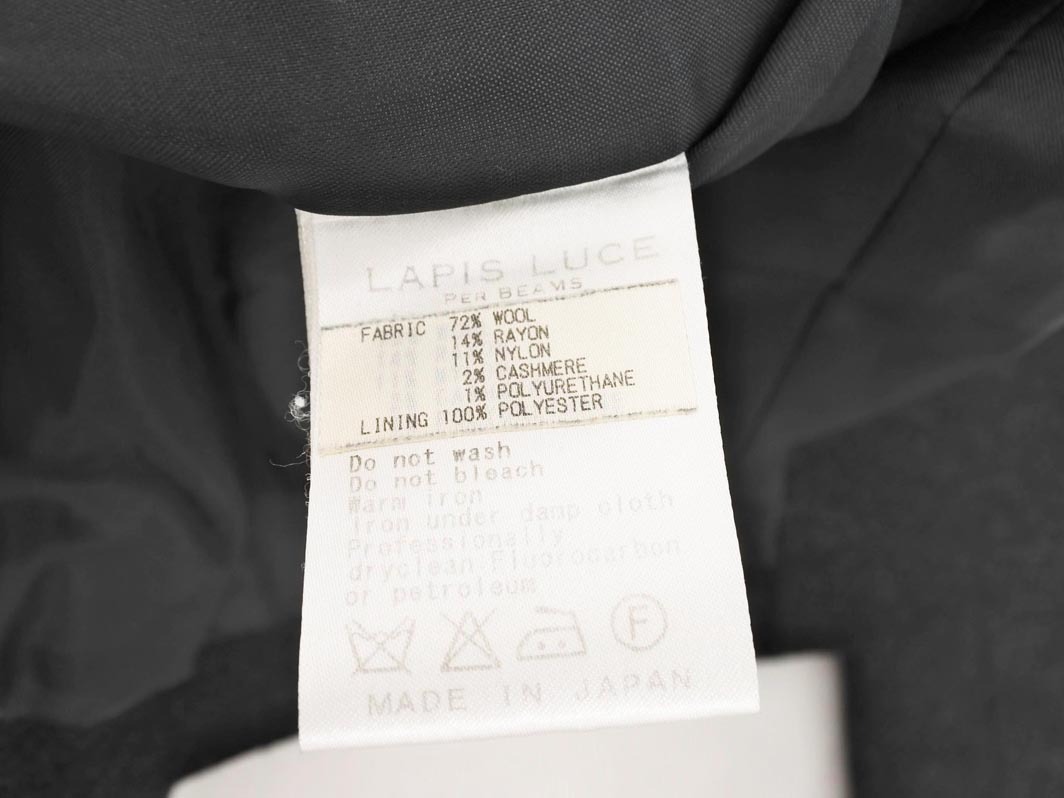 LAPIS LUCE
PER BEAMS
FABRIC 72% WOOL
14% RAYON
11% NYLON
2% CASHMERE
1% POLYURETHANE
LINING 100% POLYESTER
Do not wash
Do not bleach
Warm iron
Iron under damp cloth
Professionally
dryclean Fluorocarbon
or petroleum
F
MADE IN JAPAN